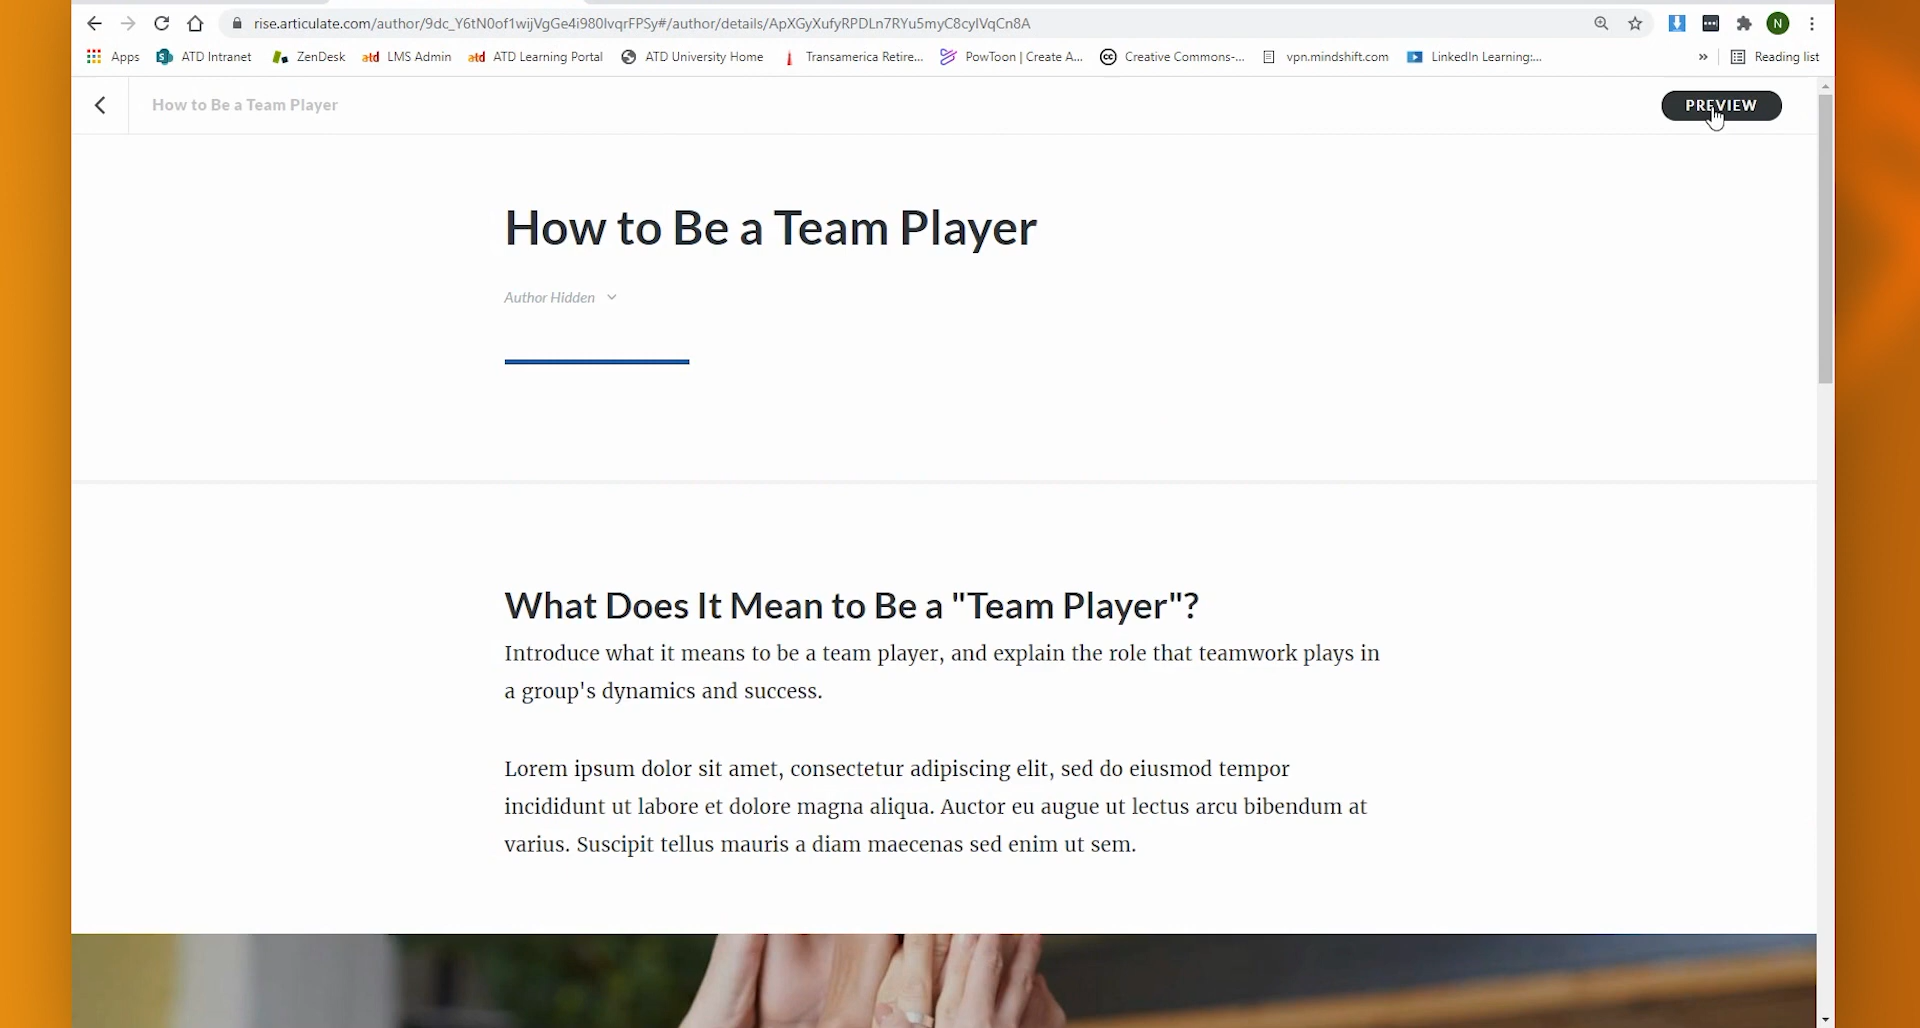 rise.articulate.com/author/9dc_Y6tN0of1wijVgGe4i980lvqrFPSy#/author/details/ApXGyXufyRPDLn7RYu5myC8cylVqCn8A
N
Apps
S
ATD Intranet
ZenDesk
atd LMS Admin
atd ATD Learning Portal
ATD University Home
Transamerica Retire...
PowToon | Create A...
cc Creative Commons-...
vpn.mindshift.com
LinkedIn Learning:...
»
Reading list
How to Be a Team Player
PREVIEW
How to Be a Team Player
Author Hidden
What Does It Mean to Be a "Team Player"?
Introduce what it means to be a team player, and explain the role that teamwork plays in
a group's dynamics and success.
Lorem ipsum dolor sit amet, consectetur adipiscing elit, sed do eiusmod tempor
incididunt ut labore et dolore magna aliqua. Auctor eu augue ut lectus arcu bibendum at
varius. Suscipit tellus mauris a diam maecenas sed enim ut sem.